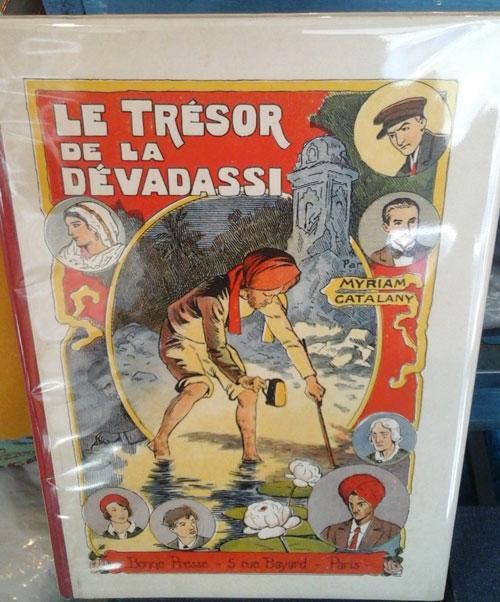 LE TRÉSOR
DE LA
DÉVADASSI
Par
MYRIAM
CATALANY
Bonne Presse - 5 rue Bayard - Paris -